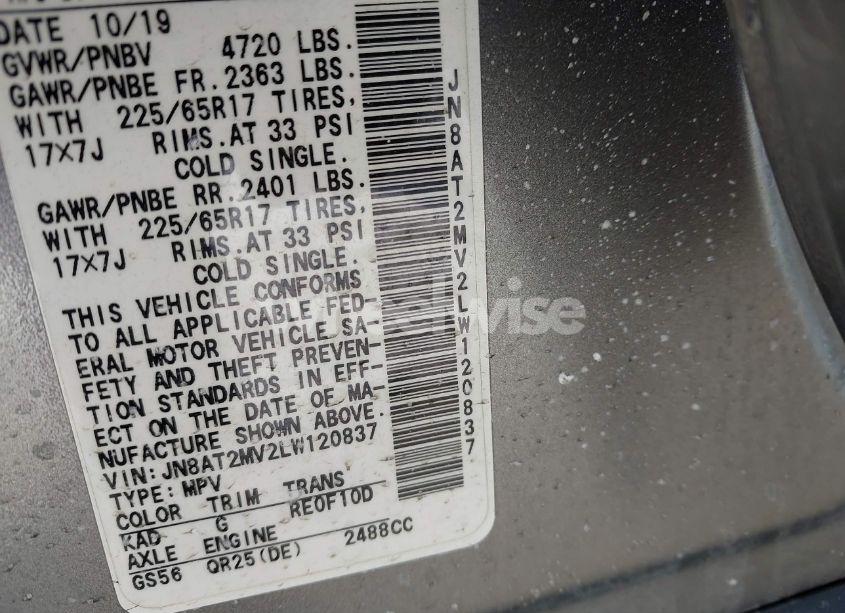 DATE 10/19
GVWR/PNBV 4720 LBS.
GAWR/PNBE FR.2363 LBS.
WITH 225/65R17 TIRES,
17X7J RIMS.AT 33 PSI
COLD SINGLE.
GAWR/PNBE RR.2401 LBS.
WITH 225/65R17 TIRES,
17X7J RIMS.AT 33 PSI
COLD SINGLE.
THIS VEHICLE CONFORMS
TO ALL APPLICABLE FED-
ERAL MOTOR VEHICLE SA-
FETY AND THEFT PREVEN-
TION STANDARDS IN EFF-
ECT ON THE DATE OF MA-
NUFACTURE SHOWN ABOVE.
VIN:JN8AT2MV2LW120837
TYPE:MPV
COLOR TRIM TRANS
KAD G RE0F10D
AXLE ENGINE
GS56 QR25(DE) 2488CC
JN8AT2MV2LW120837